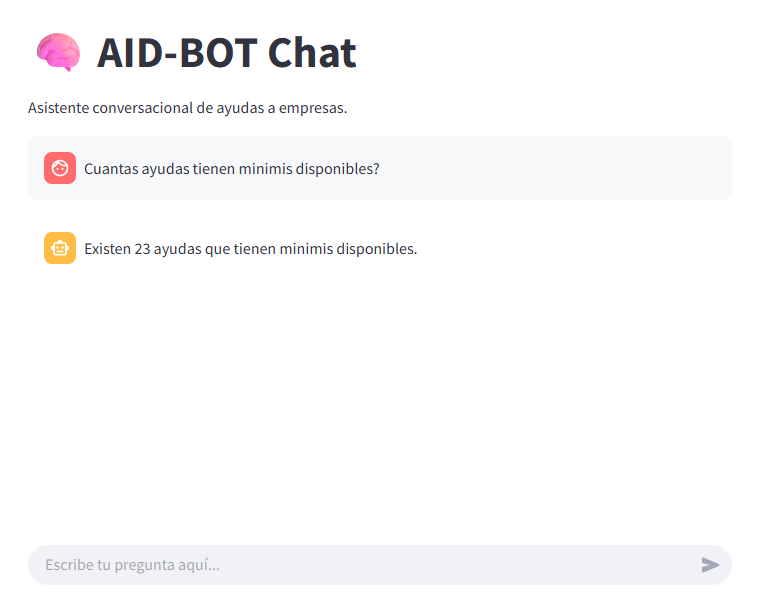 AID-BOT Chat
Asistente conversacional de ayudas a empresas.
Cuantas ayudas tienen minimis disponibles?
Existen 23 ayudas que tienen minimis disponibles.
Escribe tu pregunta aquí...